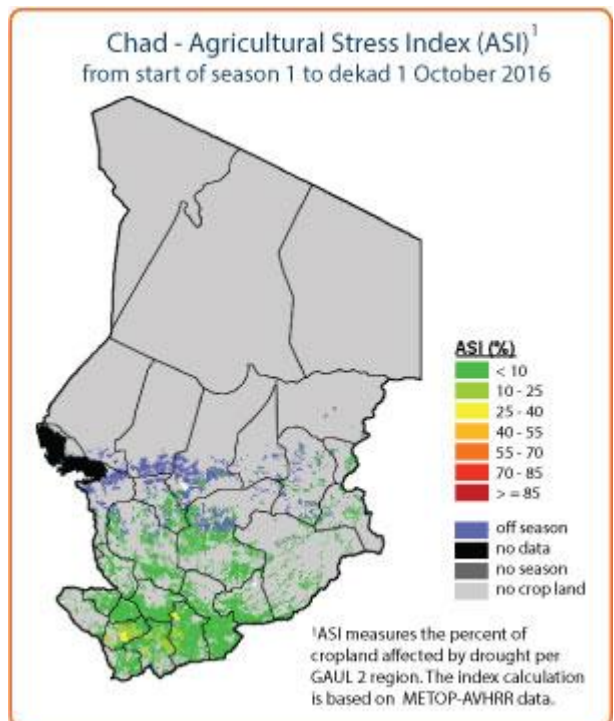 Chad - Agricultural Stress Index (ASI)1
from start of season 1 to dekad 1 October 2016
ASI (%)
< 10
10 - 25
25 - 40
40 - 55
55 - 70
70 - 85
> = 85
off season
no data
no season
no crop land
1ASI measures the percent of
cropland affected by drought per
GAUL 2 region. The index calculation
is based on METOP-AVHRR data.